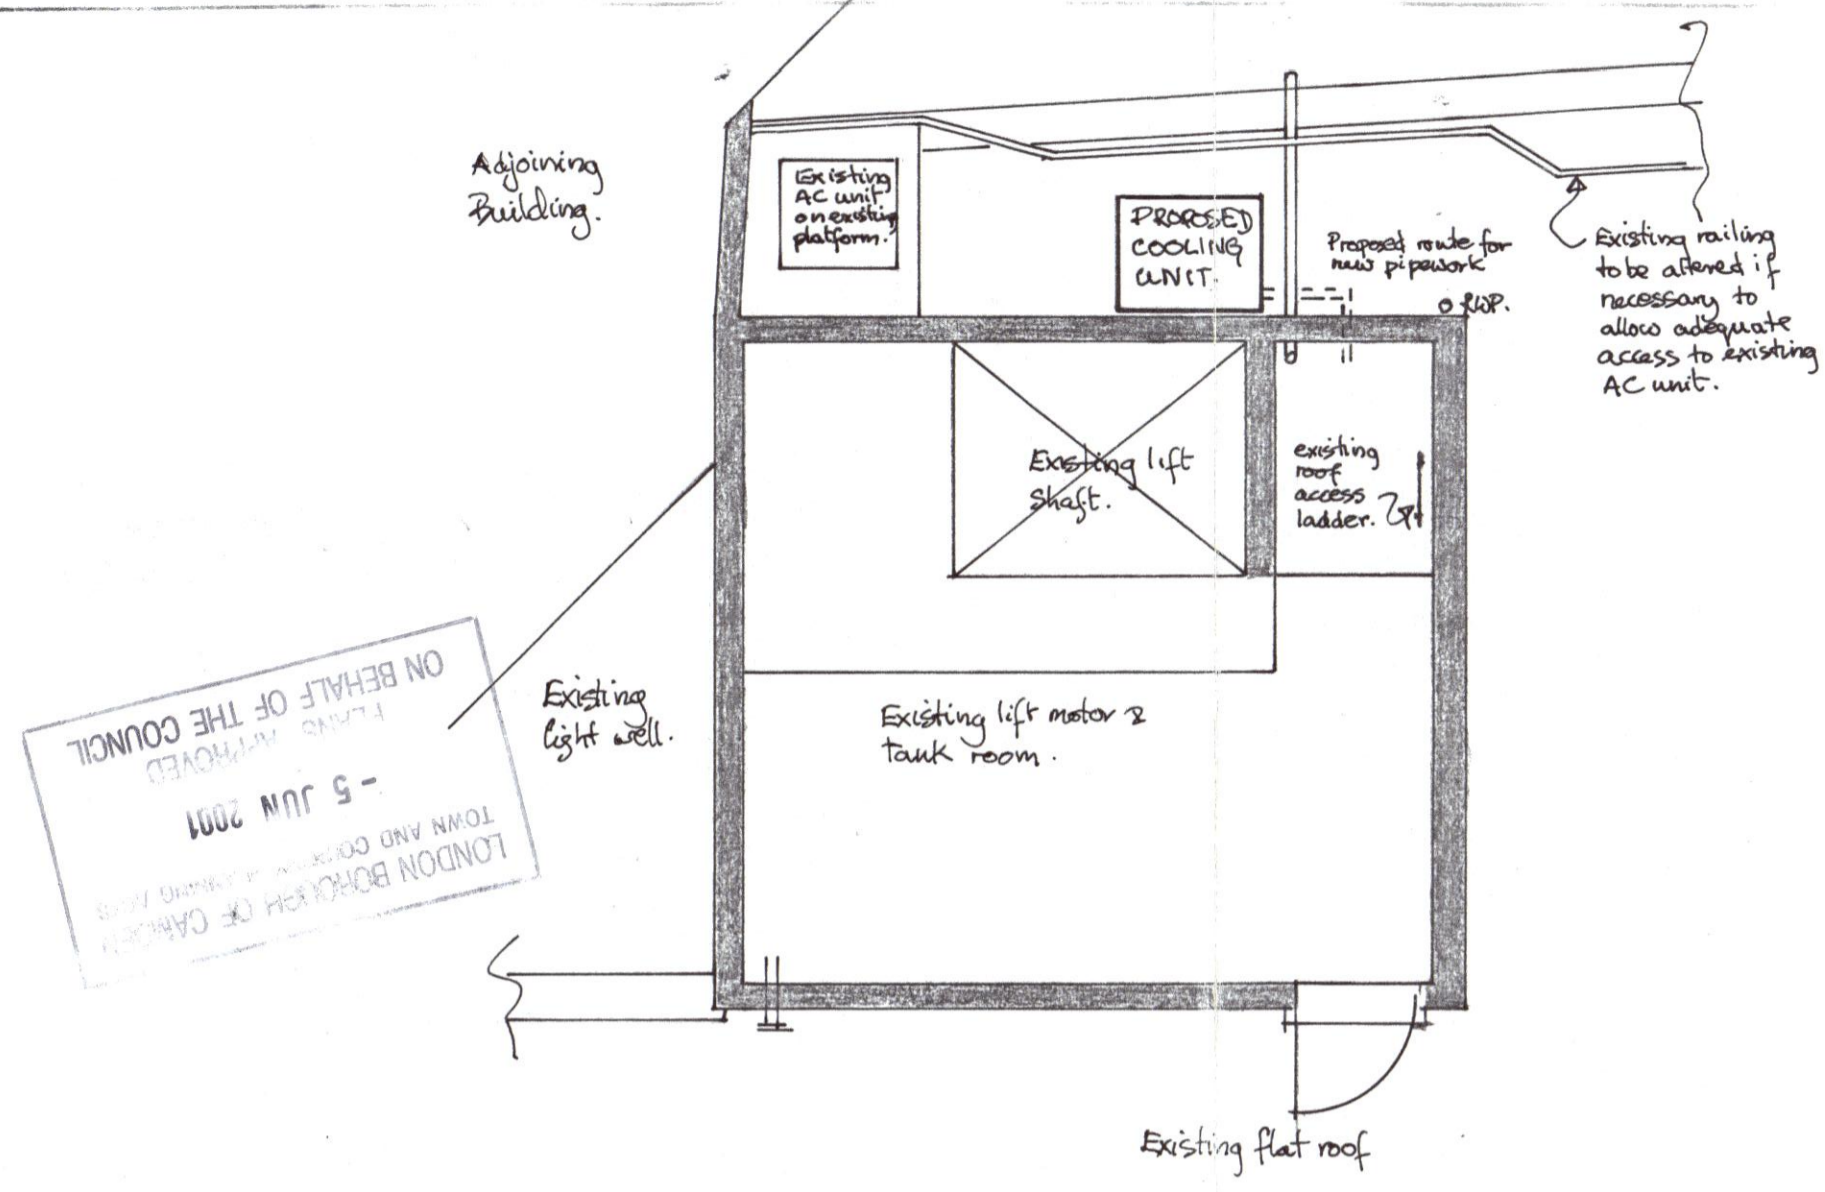 Adjoining
Building.
Existing
AC unit
on existing
platform.
PROPOSED
COOLING
UNIT.
Proposed route for
new pipework
RWP.
Existing railing
to be altered if
necessary to
allow adequate
access to existing
AC unit.
Existing lift
shaft.
existing
roof
access
ladder.
Existing
light well.
Existing lift motor &
tank room.
Existing flat roof
LONDON BOROUGH OF CAMDEN
TOWN AND COUNTRY PLANNING ACTS
- 5 JUN 2001
PLANS APPROVED
ON BEHALF OF THE COUNCIL